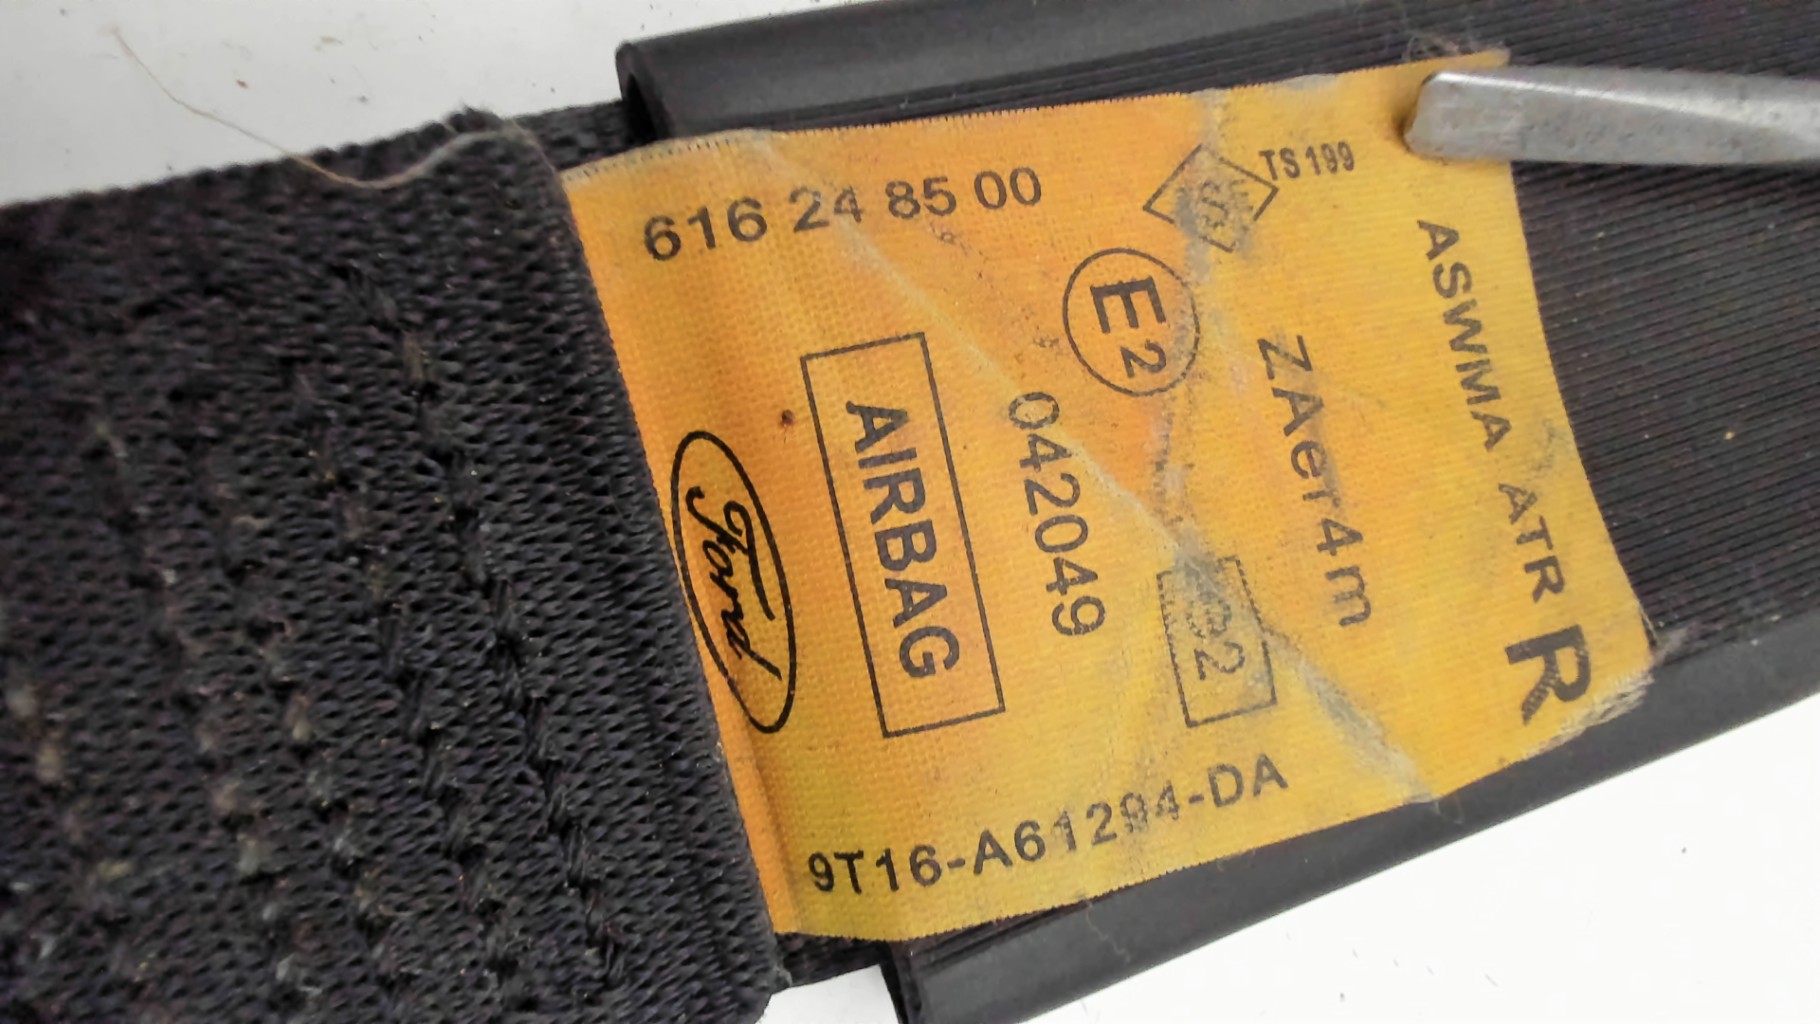 616 24 85 00
TS 199
E2
ASWMA ATR R
ZAer4m
042049
AIRBAG
Ford
9T16-A61294-DA